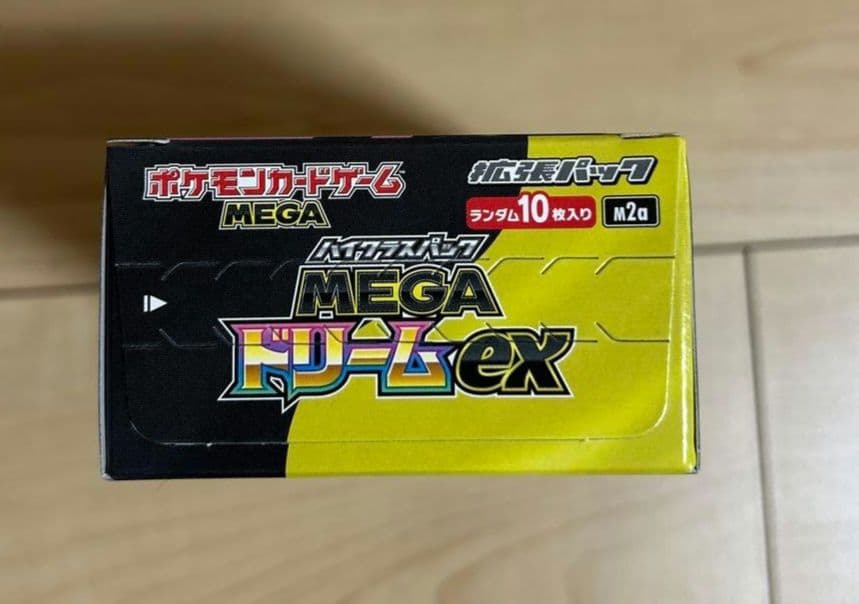 ポケモンカードゲーム
MEGA
拡張パック
ランダム10枚入り M2a
ハイクラスパック
MEGA
ドリームex